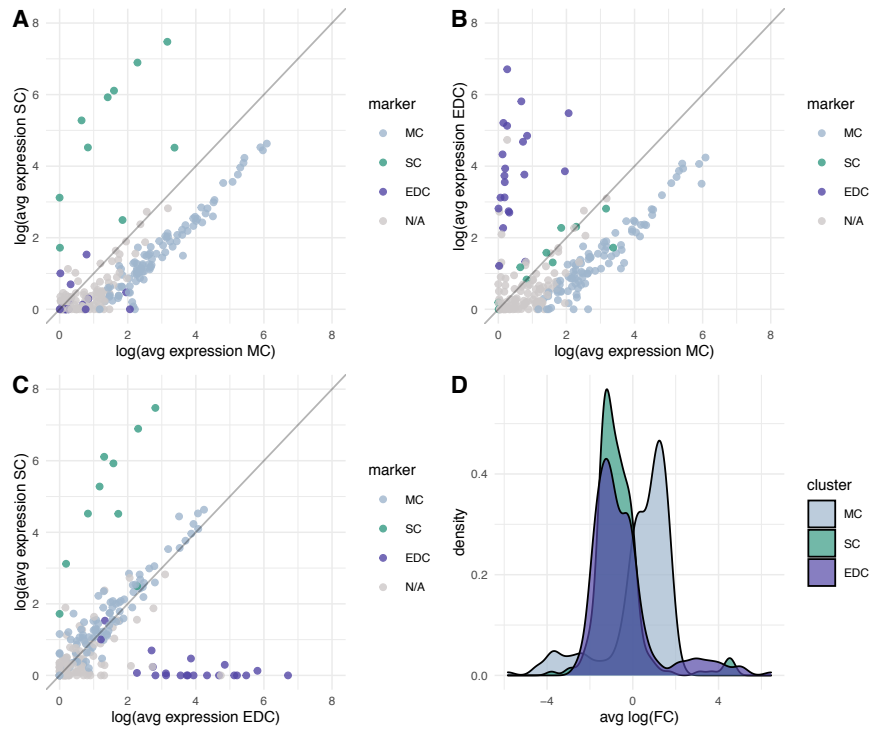 A
B
8
6
4
2
0
log(avg expression SC)
0
2
4
6
8
log(avg expression MC)
marker
MC
SC
EDC
N/A
8
6
4
2
0
log(avg expression EDC)
0
2
4
6
8
log(avg expression MC)
marker
MC
SC
EDC
N/A
C
D
8
6
4
2
0
log(avg expression SC)
0
2
4
6
8
log(avg expression EDC)
marker
MC
SC
EDC
N/A
0.4
0.2
0.0
density
−4
0
4
avg log(FC)
cluster
MC
SC
EDC